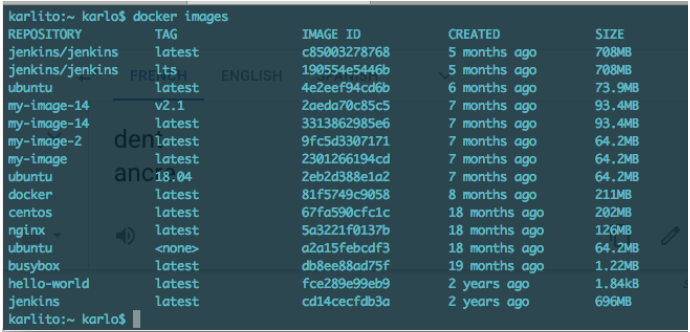 karlito:~ karlo$ docker images
REPOSITORY TAG IMAGE ID CREATED SIZE
jenkins/jenkins latest c85003278768 5 months ago 708MB
jenkins/jenkins lts 190554e5446b 5 months ago 708MB
FRENCH ENGLISH SPANISH
ubuntu latest 4e2eef94cd6b 6 months ago 73.9MB
my-image-14 v2.1 2aeda70c85c5 7 months ago 93.4MB
my-image-14 latest 3313862985e6 7 months ago 93.4MB
my-image-2 latest 9fc5d3307171 7 months ago 64.2MB
dent
my-image latest 2301266194cd 7 months ago 64.2MB
ubuntu 18.04 2eb2d388e1a2 7 months ago 64.2MB
docker latest 81f5749c9058 8 months ago 211MB
centos latest 67fa590cfc1c 18 months ago 202MB
nginx latest 5a3221f0137b 18 months ago 126MB
ubuntu <none> a2a15febcdf3 18 months ago 64.2MB
busybox latest db8ee88ad75f 19 months ago 1.22MB
hello-world latest fce289e99eb9 2 years ago 1.84kB
jenkins latest cd14cecfdb3a 2 years ago 696MB
karlito:~ karlo$